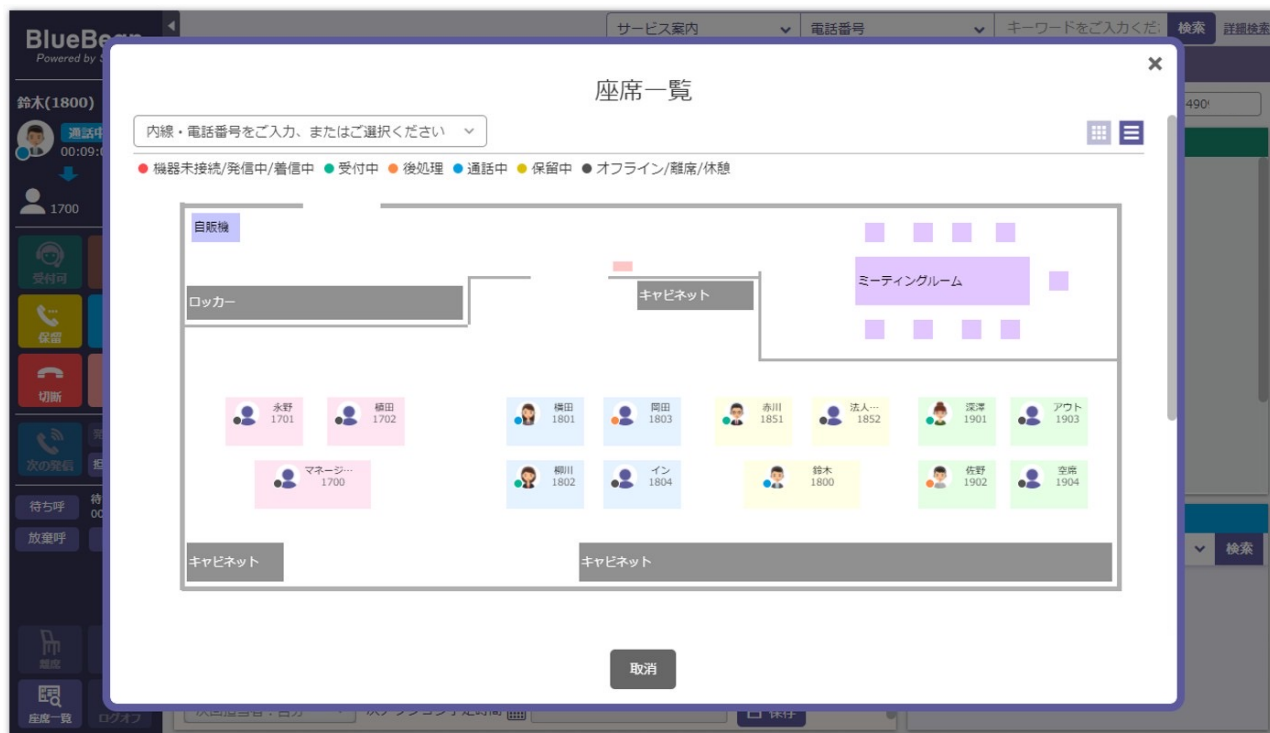 BlueBean
Powered by
サービス案内
電話番号
キーワードをご入力くだ
検索
詳細検索
鈴木(1800)
通話中
00:09:0
1700
受付可
保留
切断
次の発信
待ち呼
待
00
放棄呼
離席
座席一覧
ログオフ
座席一覧
内線・電話番号をご入力、またはご選択ください
機器未接続/発信中/着信中
受付中
後処理
通話中
保留中
オフライン/離席/休憩
自販機
ロッカー
キャビネット
ミーティングルーム
永野
1701
植田
1702
横田
1801
岡田
1803
赤川
1851
法人…
1852
深澤
1901
アウト
1903
マネージ…
1700
柳川
1802
イン
1804
鈴木
1800
佐野
1902
空席
1904
キャビネット
キャビネット
取消
検索
保存